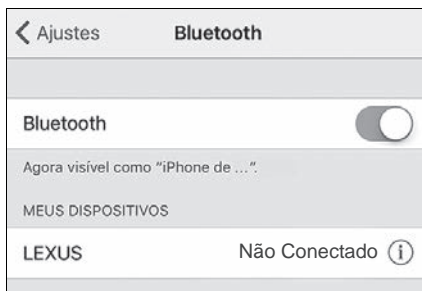 Ajustes Bluetooth
Bluetooth
Agora visível como "iPhone de ...".
MEUS DISPOSITIVOS
LEXUS Não Conectado